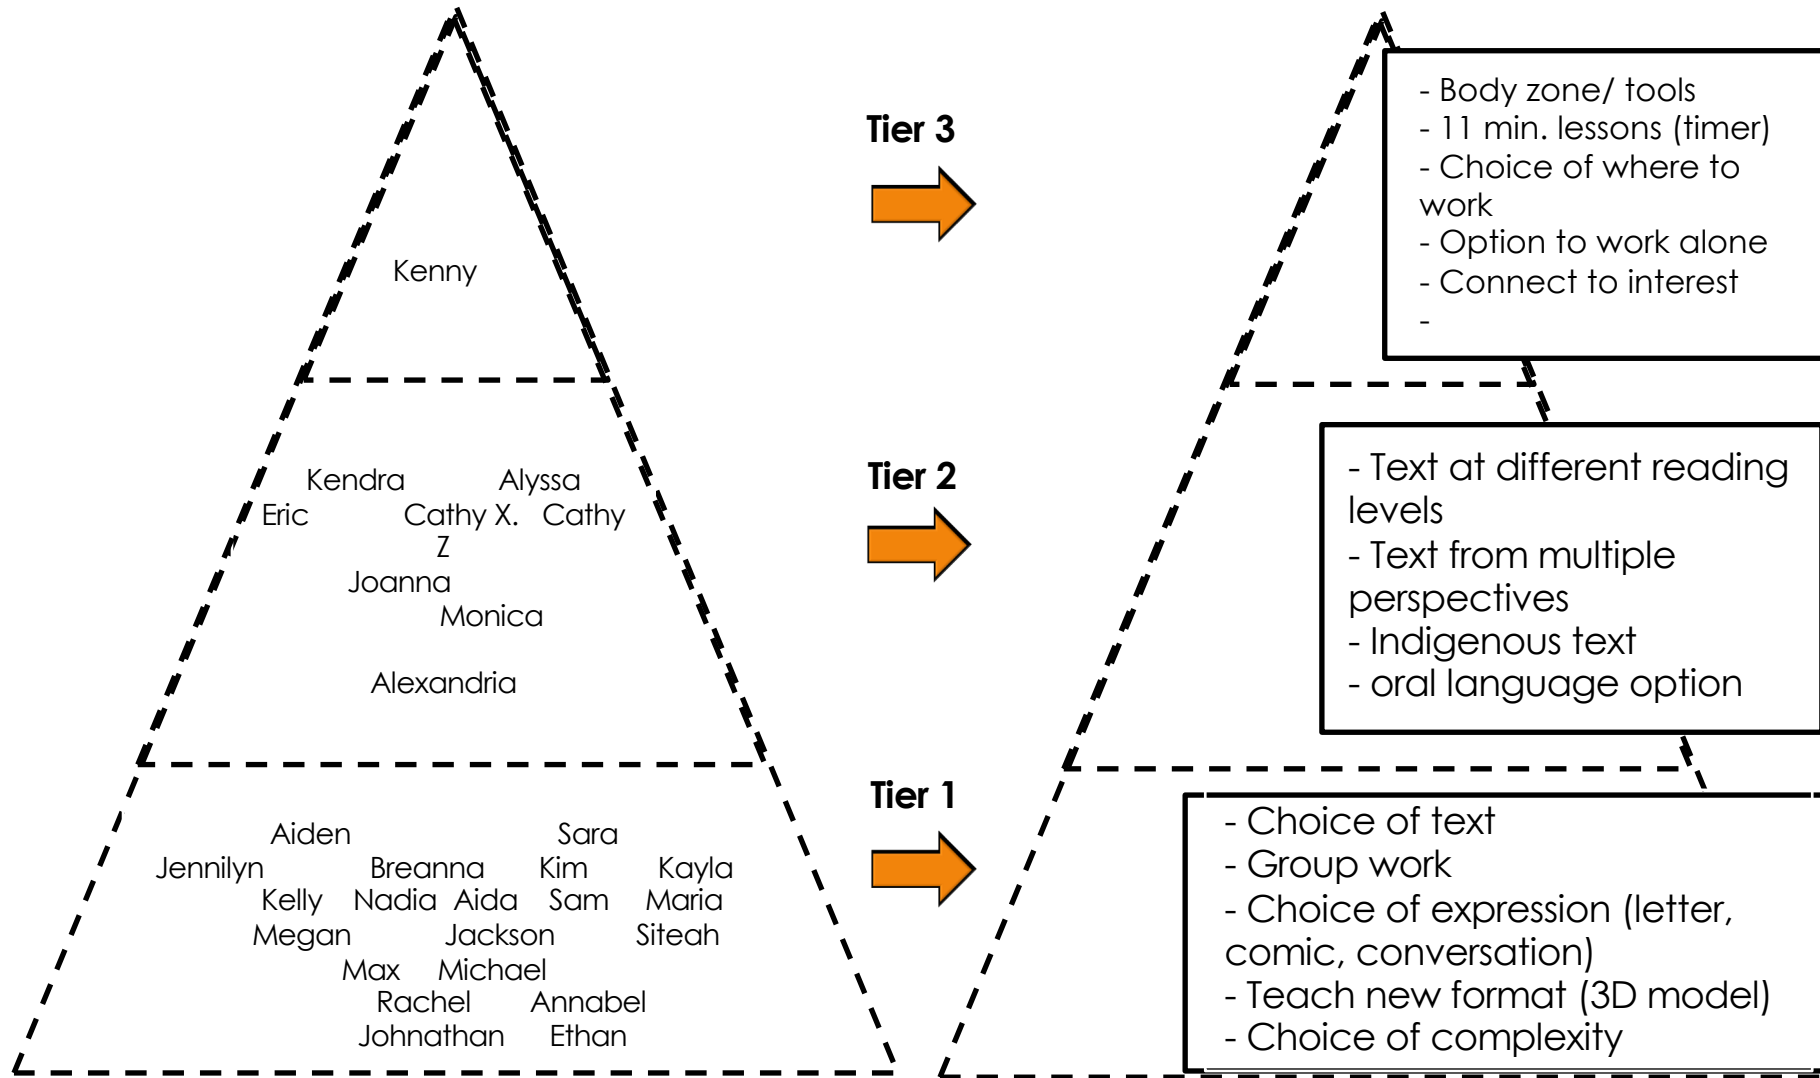 Tier 3
Kenny
- Body zone/ tools
- 11 min. lessons (timer)
- Choice of where to
work
- Option to work alone
- Connect to interest
-
Tier 2
Kendra Alyssa
Eric Cathy X. Cathy
Z
Joanna
Monica
Alexandria
- Text at different reading
levels
- Text from multiple
perspectives
- Indigenous text
- oral language option
Tier 1
Aiden Sara
Jennilyn Breanna Kim Kayla
Kelly Nadia Aida Sam Maria
Megan Jackson Siteah
Max Michael
Rachel Annabel
Johnathan Ethan
- Choice of text
- Group work
- Choice of expression (letter,
comic, conversation)
- Teach new format (3D model)
- Choice of complexity